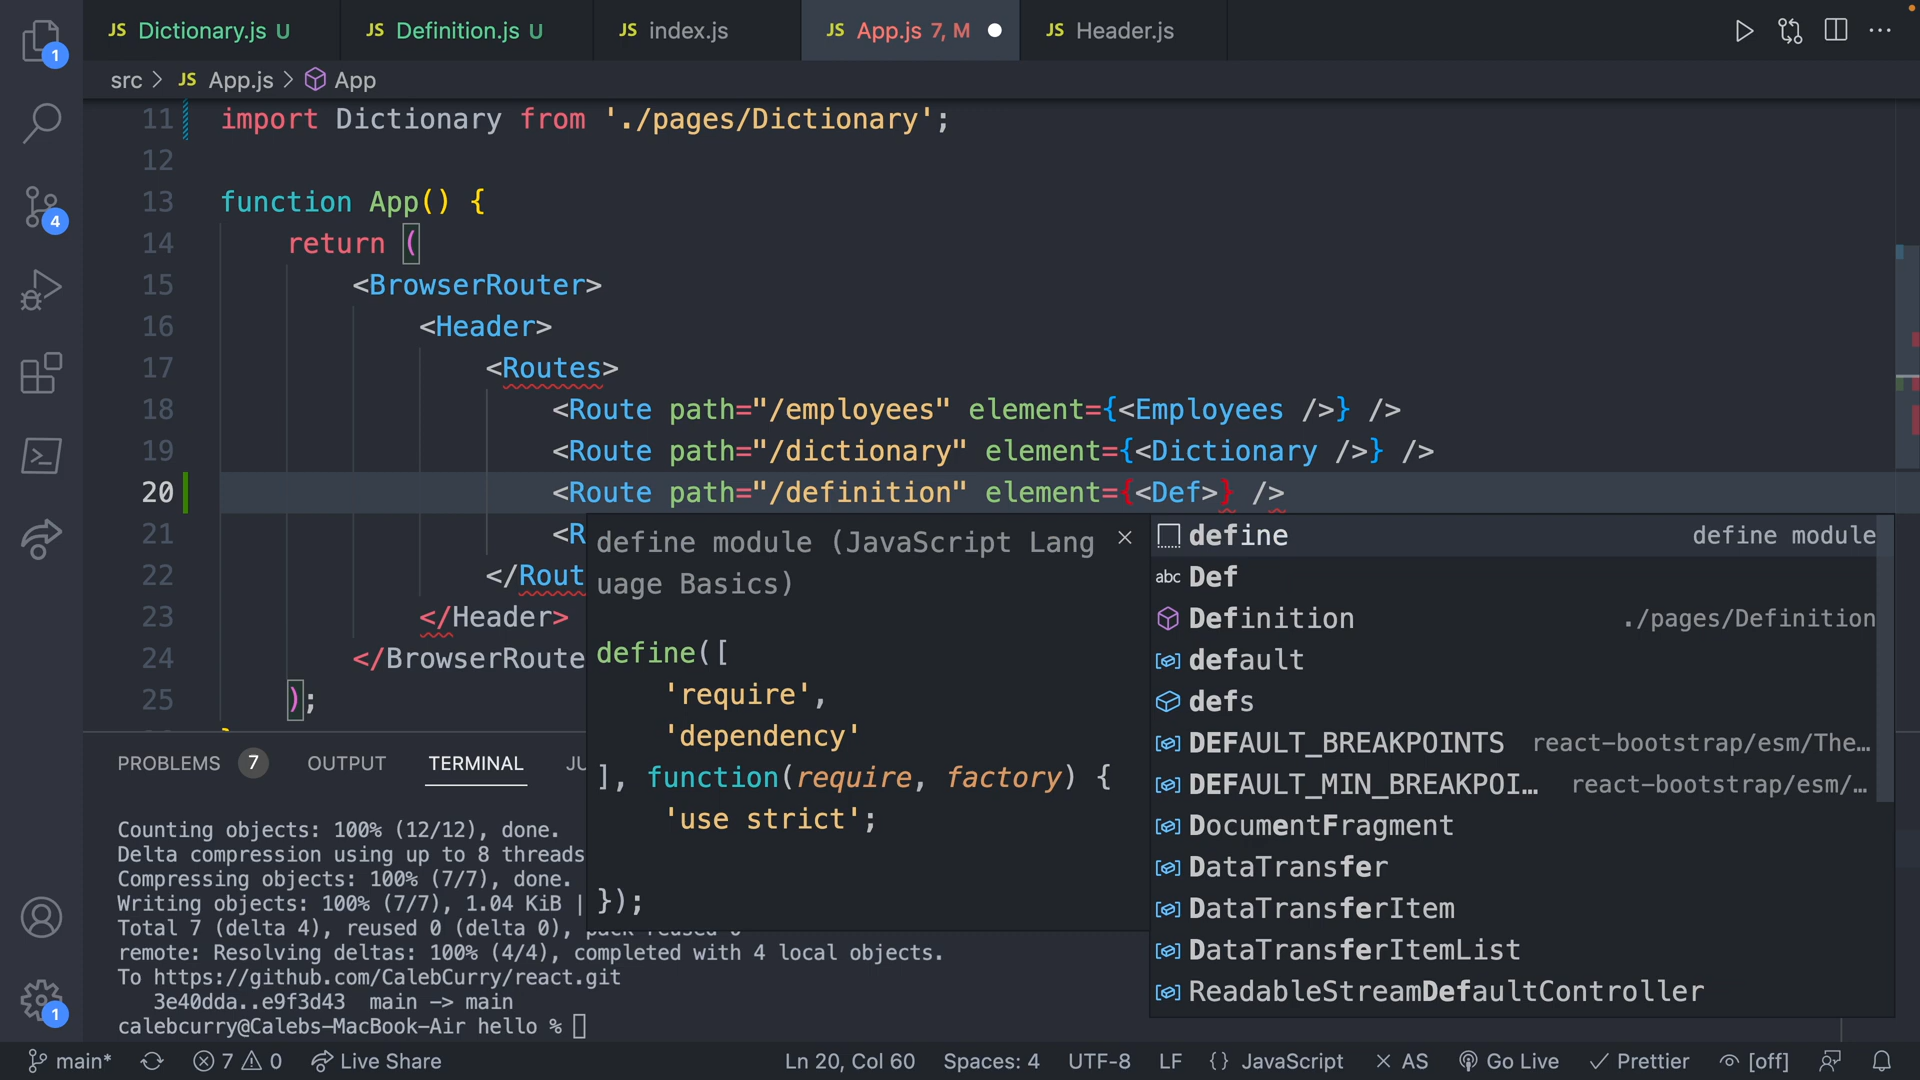 JS Dictionary.js U
JS Definition.js U
JS index.js
JS App.js 7, M
JS Header.js
1
src > JS App.js > App
11 import Dictionary from './pages/Dictionary';
12
13 function App() {
14 return (
15 <BrowserRouter>
16 <Header>
17 <Routes>
18 <Route path="/employees" element={<Employees />} />
19 <Route path="/dictionary" element={<Dictionary />} />
20 <Route path="/definition" element={<Def>} />
21 <R
22 </Rout
23 </Header>
24 </BrowserRoute
25 );
4
define module (JavaScript Lang
uage Basics)
define([
'require',
'dependency'
], function(require, factory) {
'use strict';
});
define define module
abc Def
Definition ./pages/Definition
default
defs
DEFAULT_BREAKPOINTS react-bootstrap/esm/The…
DEFAULT_MIN_BREAKPOI… react-bootstrap/esm/…
DocumentFragment
DataTransfer
DataTransferItem
DataTransferItemList
ReadableStreamDefaultController
PROBLEMS 7 OUTPUT TERMINAL JU
Counting objects: 100% (12/12), done.
Delta compression using up to 8 threads
Compressing objects: 100% (7/7), done.
Writing objects: 100% (7/7), 1.04 KiB |
Total 7 (delta 4), reused 0 (delta 0), pack-reused 0
remote: Resolving deltas: 100% (4/4), completed with 4 local objects.
To https://github.com/CalebCurry/react.git
3e40dda..e9f3d43 main -> main
calebcurry@Calebs-MacBook-Air hello %
1
main* 7 0 Live Share Ln 20, Col 60 Spaces: 4 UTF-8 LF {} JavaScript × AS Go Live ✓ Prettier [off]